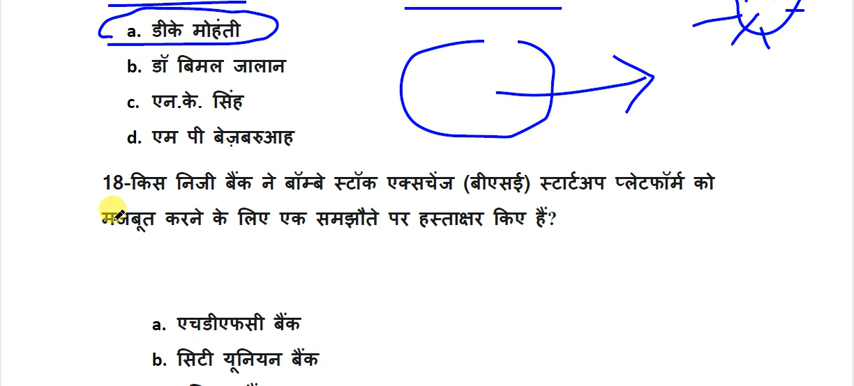 a. डीके मोहंती
b. डॉ बिमल जालान
c. एन.के. सिंह
d. एम पी बेज़बरुआह
18-किस निजी बैंक ने बॉम्बे स्टॉक एक्सचेंज (बीएसई) स्टार्टअप प्लेटफॉर्म को
मजबूत करने के लिए एक समझौते पर हस्ताक्षर किए हैं?
a. एचडीएफसी बैंक
b. सिटी यूनियन बैंक